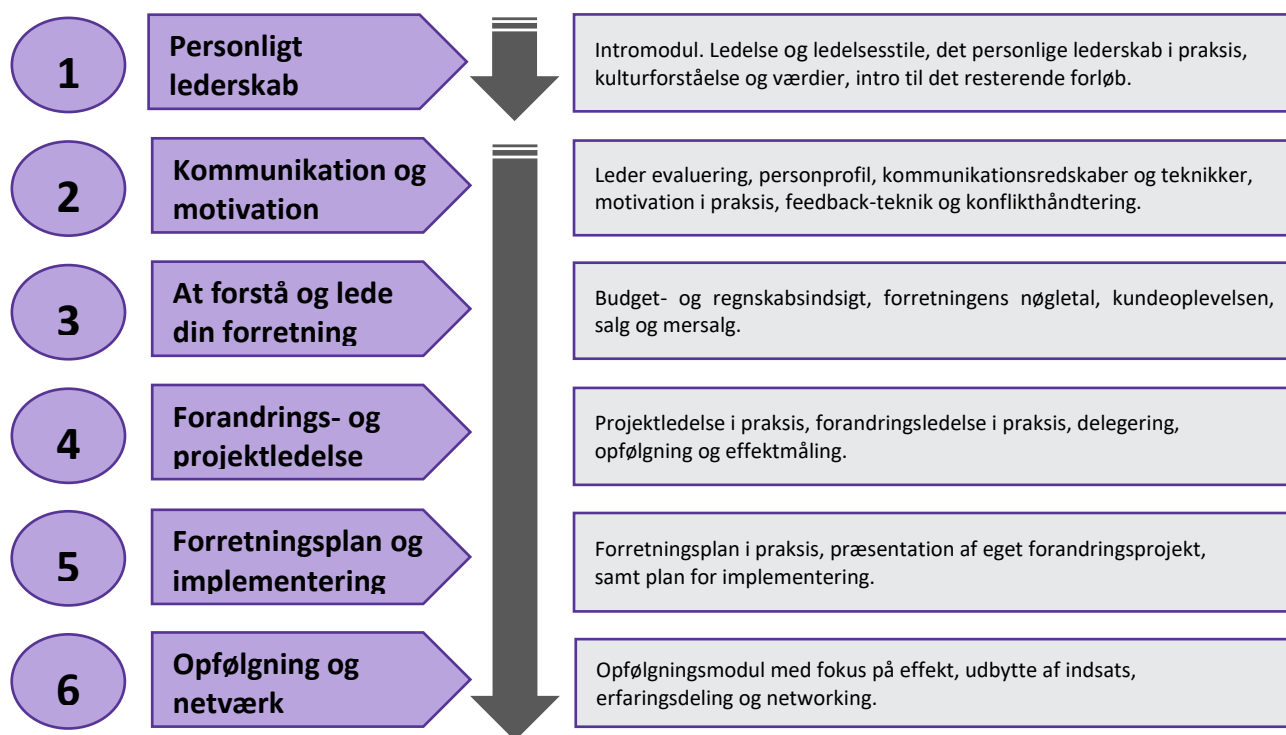 1
Personligt
lederskab
Intromodul. Ledelse og ledelsesstile, det personlige lederskab i praksis,
kulturforståelse og værdier, intro til det resterende forløb.
2
Kommunikation og
motivation
Leder evaluering, personprofil, kommunikationsredskaber og teknikker,
motivation i praksis, feedback-teknik og konflikthåndtering.
3
At forstå og lede
din forretning
Budget- og regnskabsindsigt, forretningens nøgletal, kundeoplevelsen,
salg og mersalg.
4
Forandrings- og
projektledelse
Projektledelse i praksis, forandringsledelse i praksis, delegering,
opfølgning og effektmåling.
5
Forretningsplan og
implementering
Forretningsplan i praksis, præsentation af eget forandringsprojekt,
samt plan for implementering.
6
Opfølgning og
netværk
Opfølgningsmodul med fokus på effekt, udbytte af indsats,
erfaringsdeling og networking.